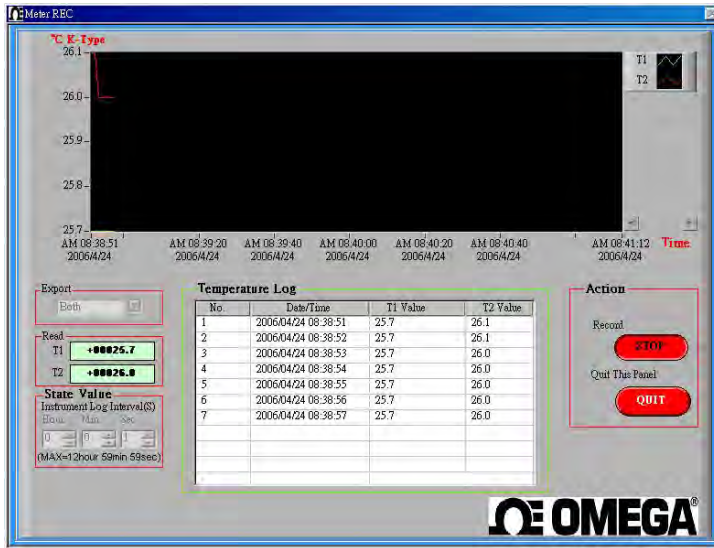 Meter REC
°C K-Type
26.1
26.0
25.9
25.8
25.7
T1
T2
AM 08:38:51 AM 08:39:20 AM 08:39:40 AM 08:40:00 AM 08:40:20 AM 08:40:40 AM 08:41:12 Time
2006/4/24 2006/4/24 2006/4/24 2006/4/24 2006/4/24 2006/4/24 2006/4/24
Export
Both
Read
T1 +00025.7
T2 +00026.0
State Value
Instrument Log Interval(S)
Hour Min Sec
0 0 1
(MAX=12hour 59min 59sec)
Temperature Log
No. Date/Time T1 Value T2 Value
1 2006/04/24 08:38:51 25.7 26.1
2 2006/04/24 08:38:52 25.7 26.1
3 2006/04/24 08:38:53 25.7 26.0
4 2006/04/24 08:38:54 25.7 26.0
5 2006/04/24 08:38:55 25.7 26.0
6 2006/04/24 08:38:56 25.7 26.0
7 2006/04/24 08:38:57 25.7 26.0
Action
Record
STOP
Quit This Panel
QUIT
OMEGA®